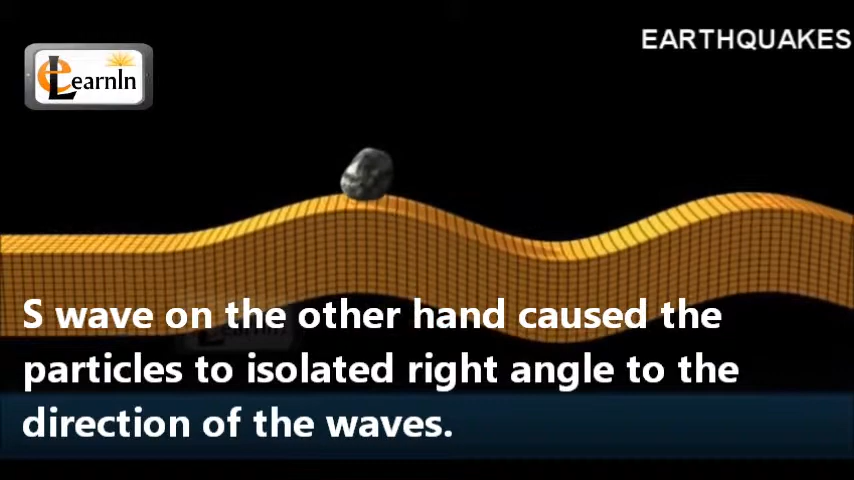 EARTHQUAKES
eLearnIn
S wave on the other hand caused the
particles to isolated right angle to the
direction of the waves.